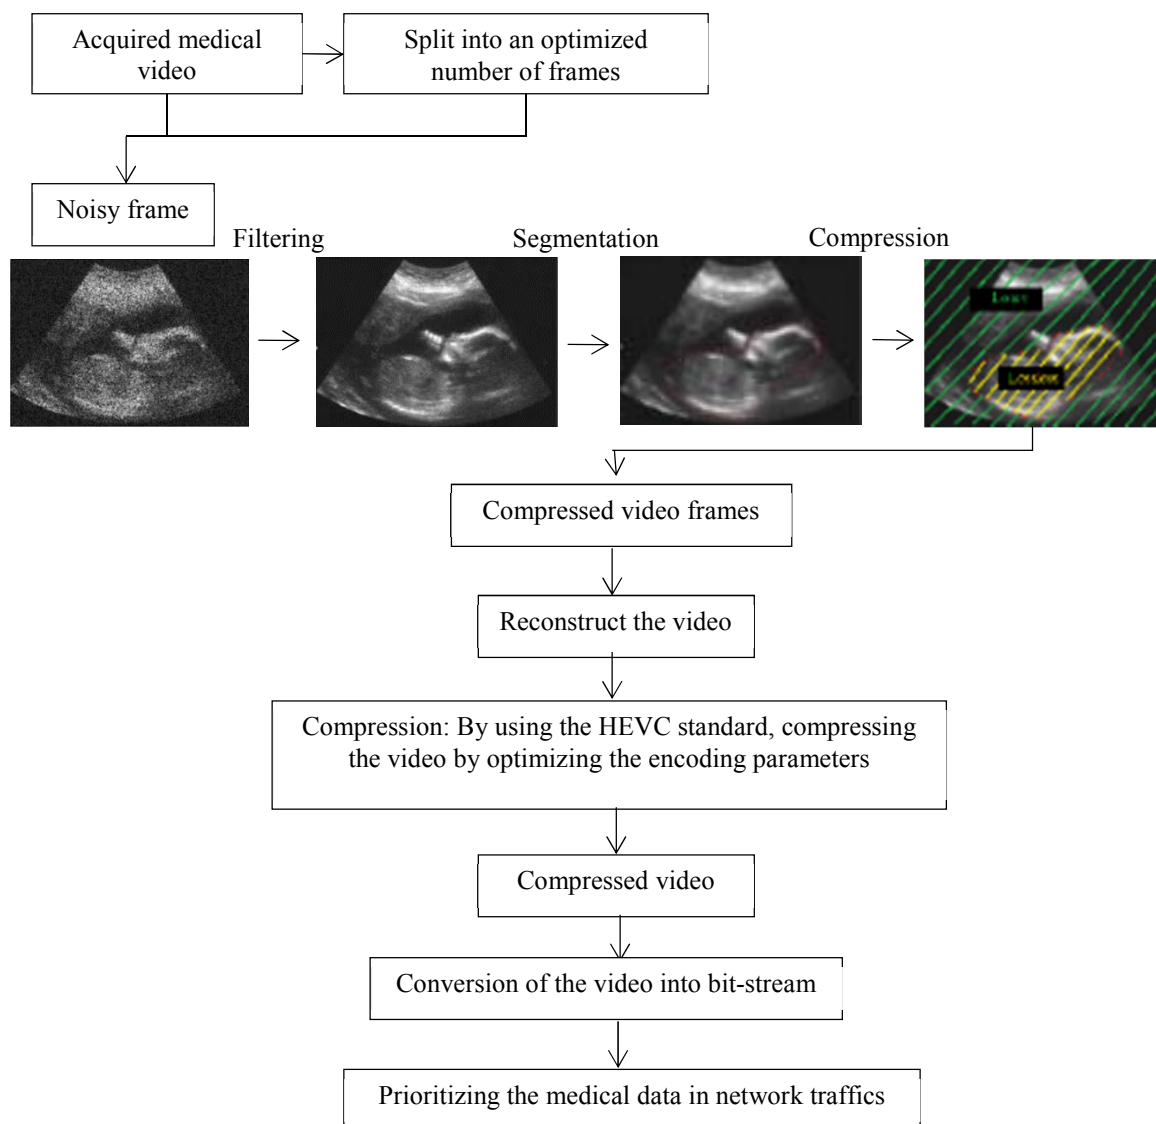 Acquired medical
video
Split into an optimized
number of frames
Noisy frame
Filtering
Segmentation
Compression
Compressed video frames
Reconstruct the video
Compression: By using the HEVC standard, compressing
the video by optimizing the encoding parameters
Compressed video
Conversion of the video into bit-stream
Prioritizing the medical data in network traffics